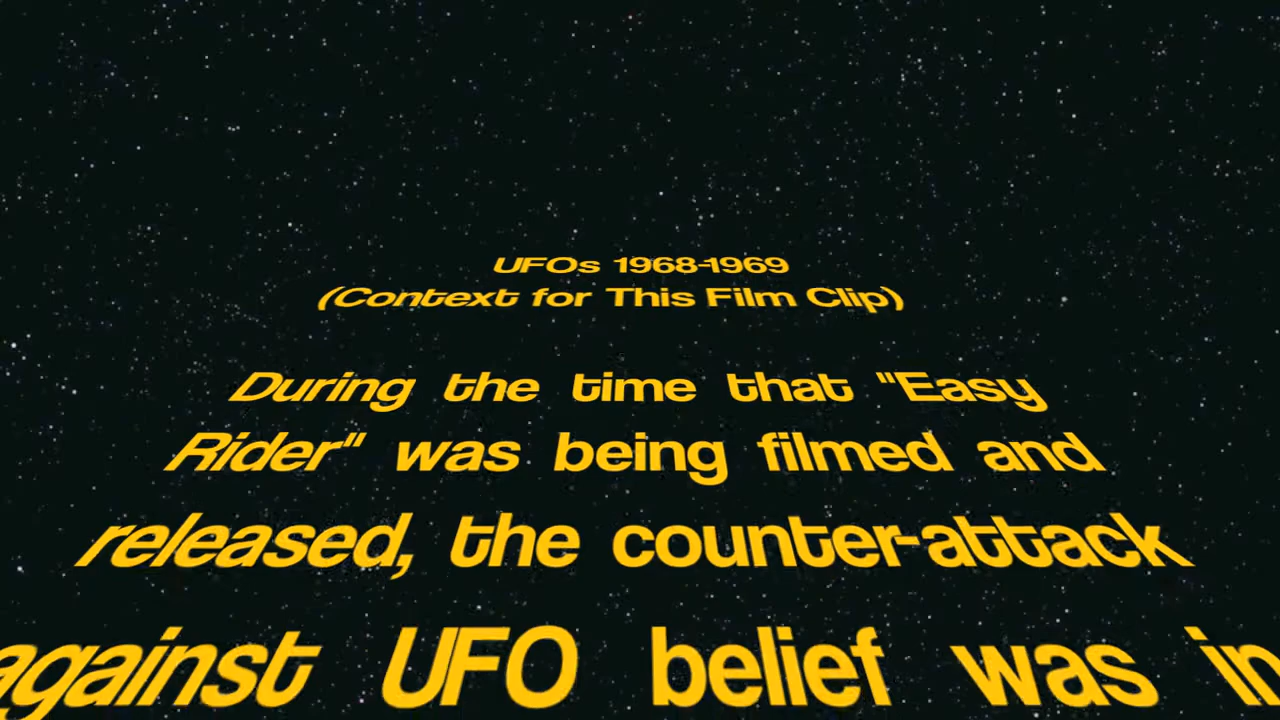 UFOs 1968-1969
(Context for This Film Clip)
During the time that "Easy
Rider" was being filmed and
released, the counter-attack
against UFO belief was in